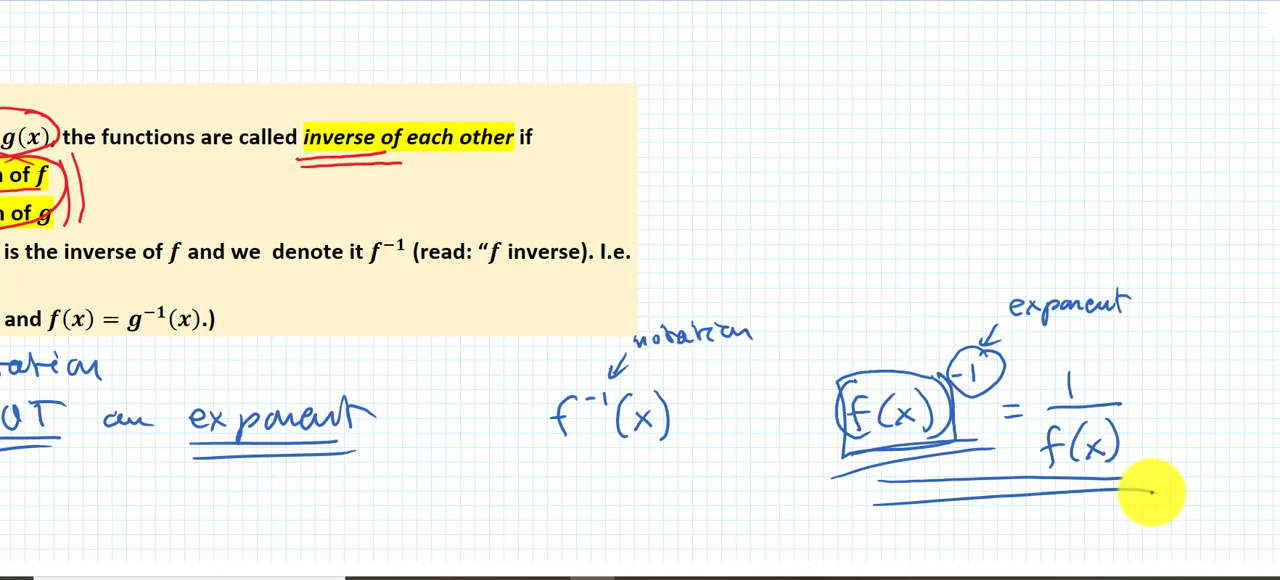 g(x), the functions are called inverse of each other if
of f
of g
is the inverse of f and we denote it f⁻¹ (read: “f inverse). I.e.
and f(x) = g⁻¹(x).)
notation
exponent
f⁻¹(x)
(f(x))⁻¹ = 1/f(x)
an exponent